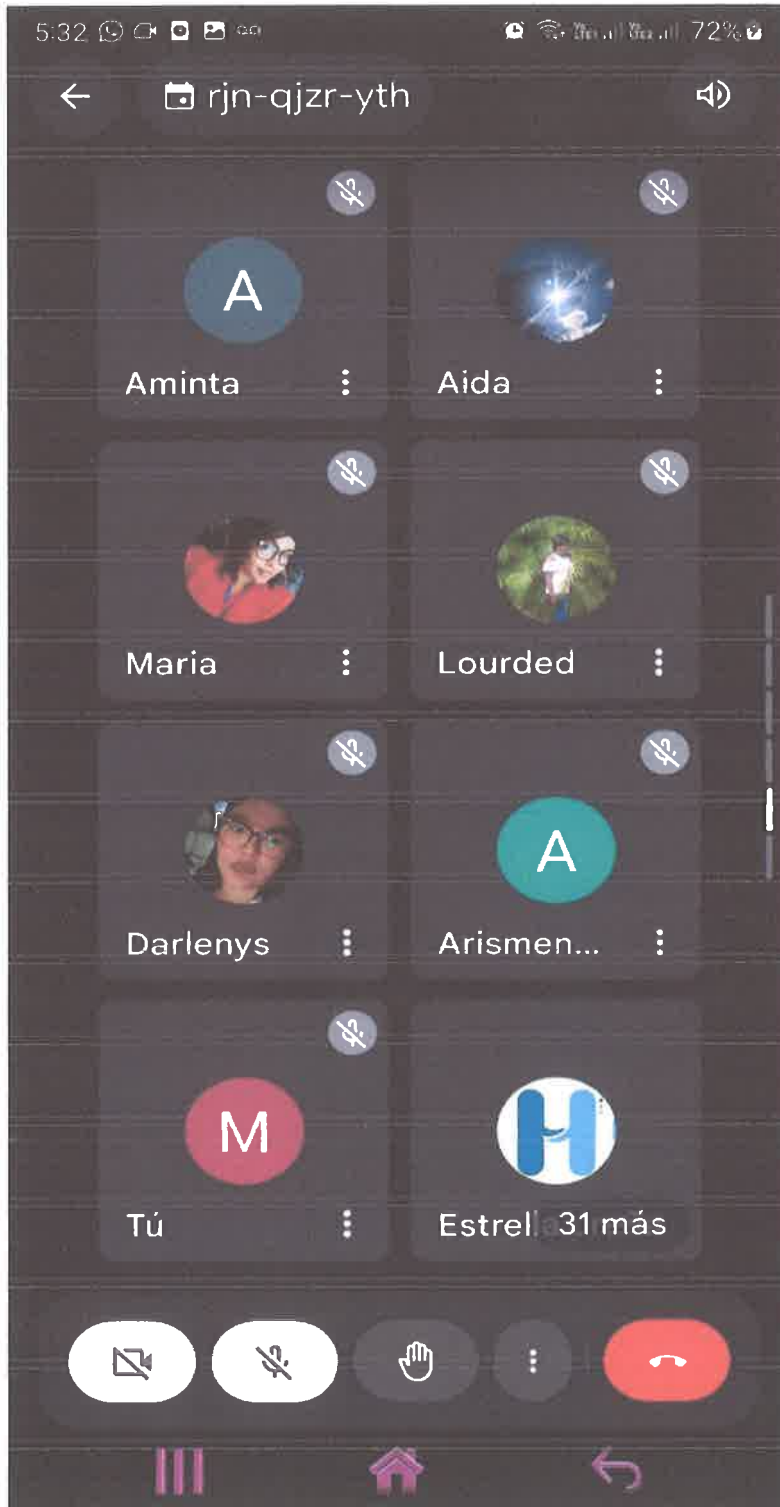 5:32 72%
rjn-qjzr-yth
A
Aminta
Aida
Maria
Lourded
Darlenys
A
Arismen...
M
Tú
H
Estrel 31 más